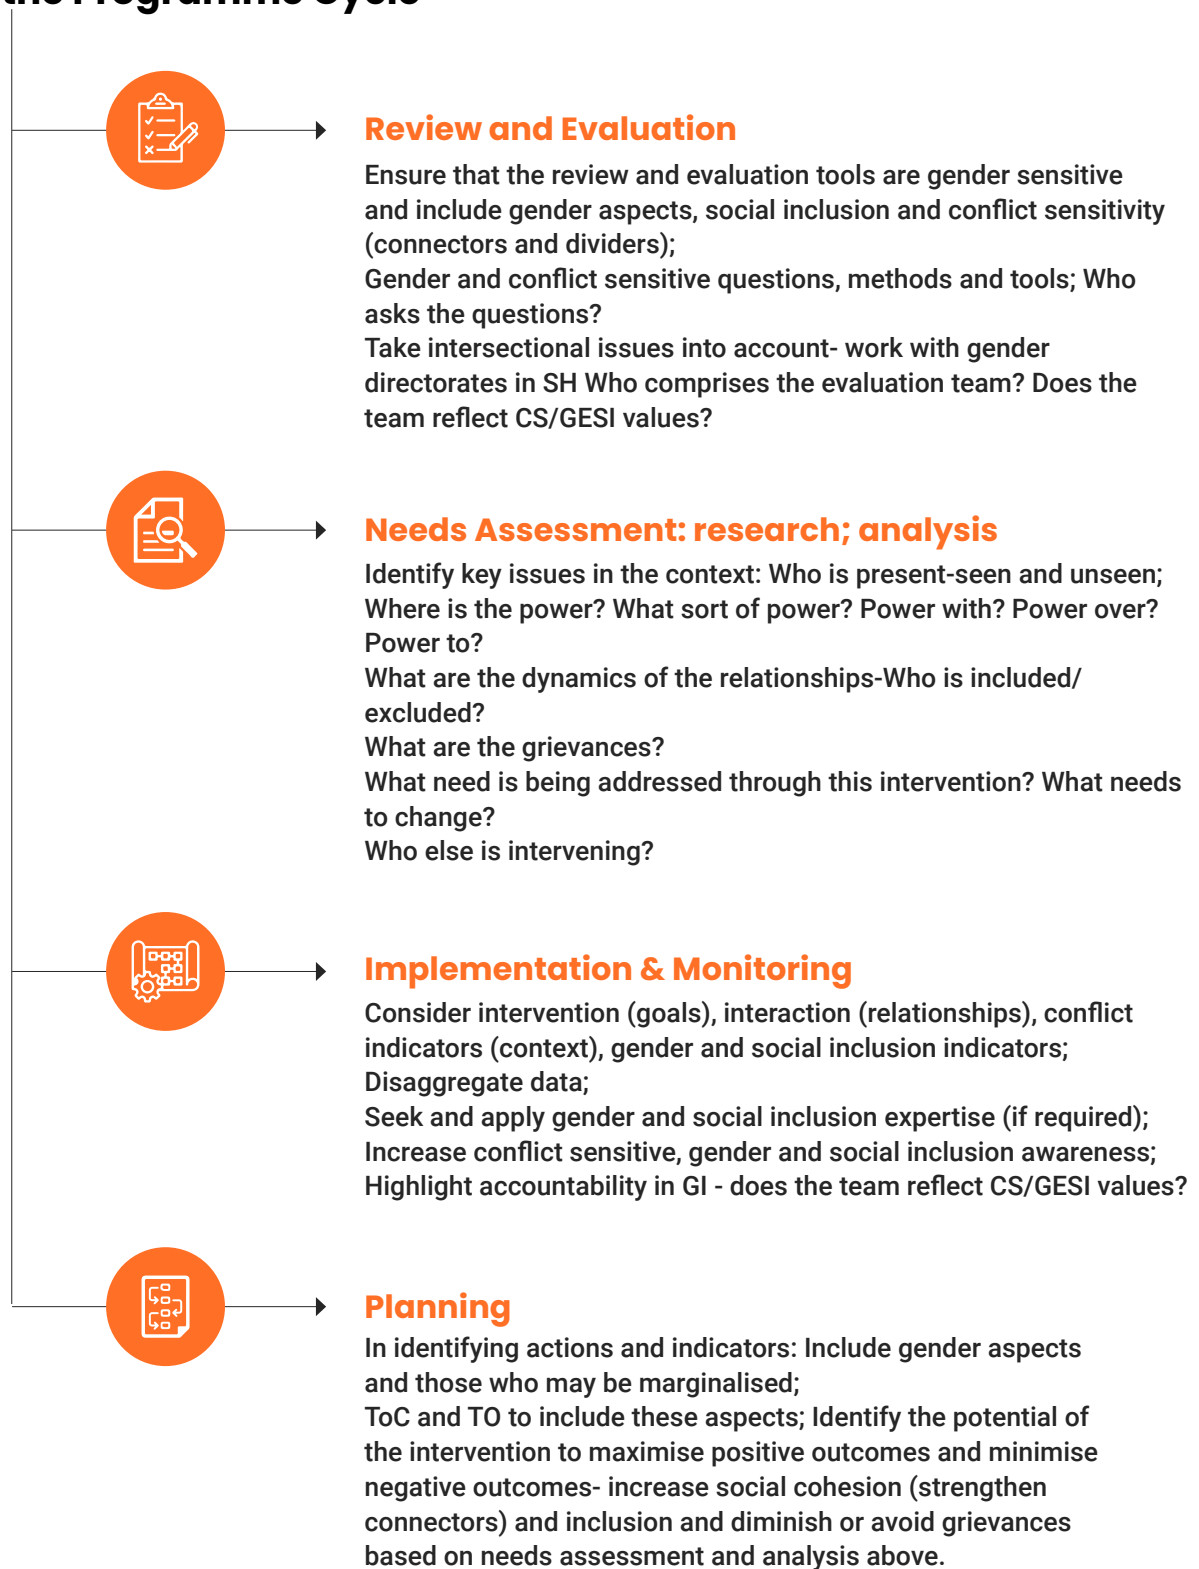 the Programme Cycle
Review and Evaluation
Ensure that the review and evaluation tools are gender sensitive
and include gender aspects, social inclusion and conflict sensitivity
(connectors and dividers);
Gender and conflict sensitive questions, methods and tools; Who
asks the questions?
Take intersectional issues into account- work with gender
directorates in SH Who comprises the evaluation team? Does the
team reflect CS/GESI values?
Needs Assessment: research; analysis
Identify key issues in the context: Who is present-seen and unseen;
Where is the power? What sort of power? Power with? Power over?
Power to?
What are the dynamics of the relationships-Who is included/
excluded?
What are the grievances?
What need is being addressed through this intervention? What needs
to change?
Who else is intervening?
Implementation & Monitoring
Consider intervention (goals), interaction (relationships), conflict
indicators (context), gender and social inclusion indicators;
Disaggregate data;
Seek and apply gender and social inclusion expertise (if required);
Increase conflict sensitive, gender and social inclusion awareness;
Highlight accountability in GI - does the team reflect CS/GESI values?
Planning
In identifying actions and indicators: Include gender aspects
and those who may be marginalised;
ToC and TO to include these aspects; Identify the potential of
the intervention to maximise positive outcomes and minimise
negative outcomes- increase social cohesion (strengthen
connectors) and inclusion and diminish or avoid grievances
based on needs assessment and analysis above.